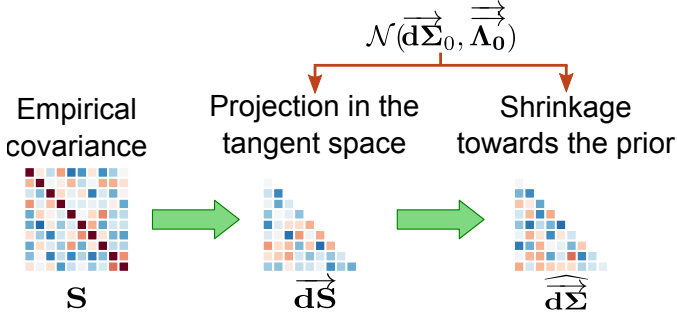 𝒩(d⃗Σ₀, Λ⃗⃗₀)
Empirical
covariance
Projection in the
tangent space
Shrinkage
towards the prior
S
d⃗S
d⃗Σ̂